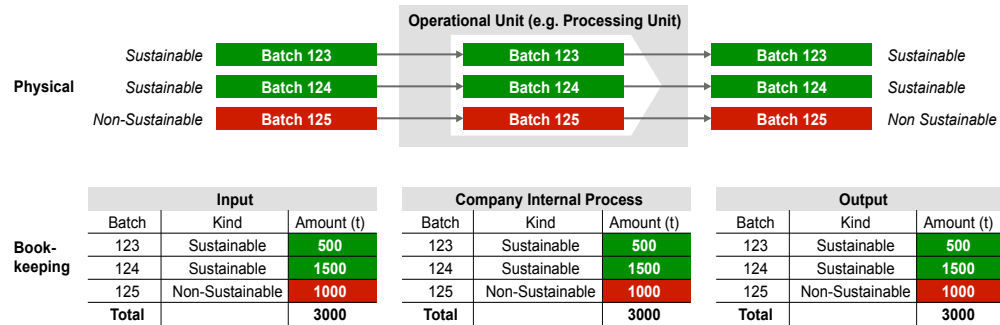 Operational Unit (e.g. Processing Unit)
Sustainable Batch 123 Batch 123 Batch 123 Sustainable
Physical Sustainable Batch 124 Batch 124 Batch 124 Sustainable
Non-Sustainable Batch 125 Batch 125 Batch 125 Non Sustainable
Input Company Internal Process Output
Batch Kind Amount (t) Batch Kind Amount (t) Batch Kind Amount (t)
123 Sustainable 500 123 Sustainable 500 123 Sustainable 500
Book-
keeping
124 Sustainable 1500 124 Sustainable 1500 124 Sustainable 1500
125 Non-Sustainable 1000 125 Non-Sustainable 1000 125 Non-Sustainable 1000
Total 3000 Total 3000 Total 3000